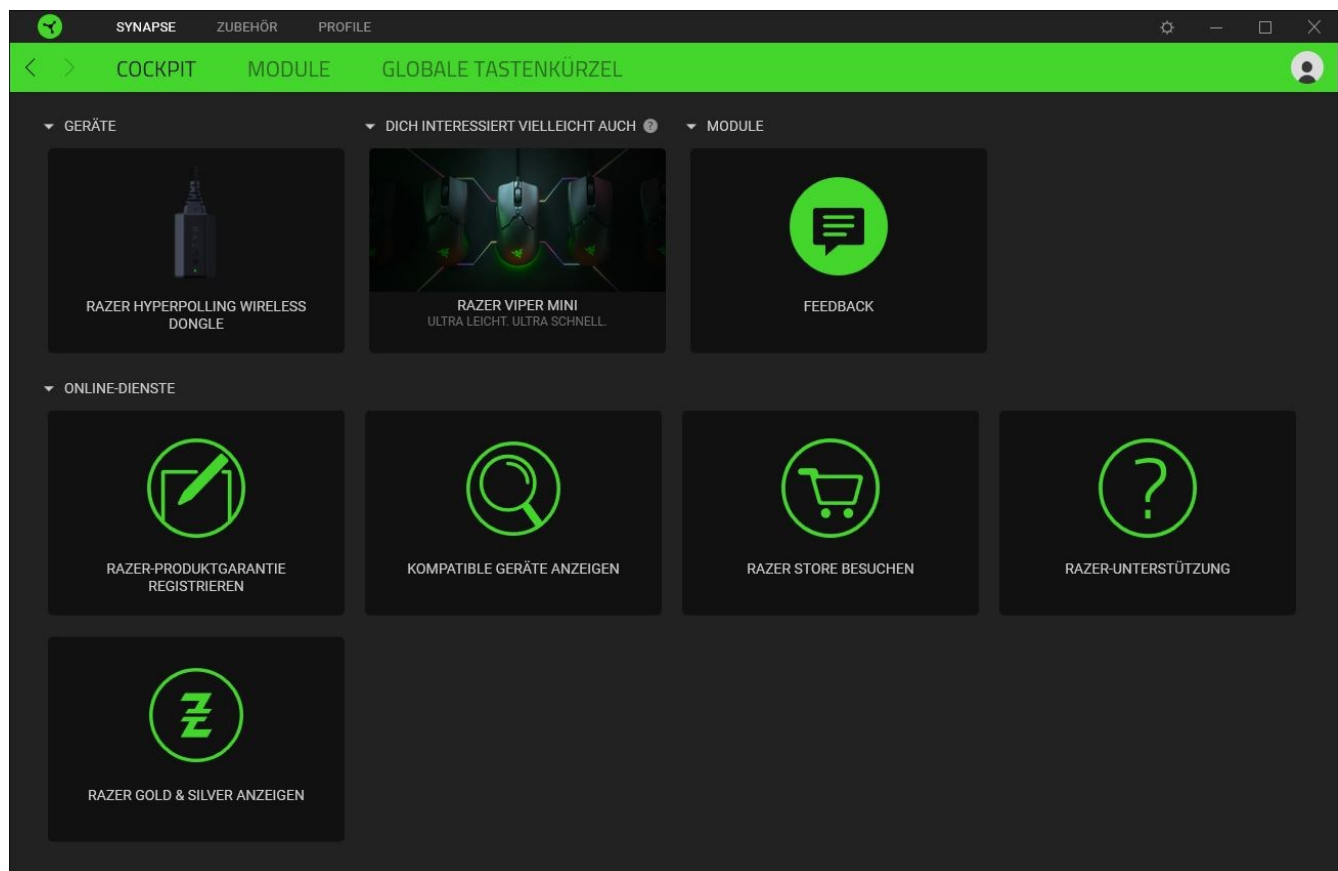 SYNAPSE ZUBEHÖR PROFILE
COCKPIT MODULE GLOBALE TASTENKÜRZEL
GERÄTE
DICH INTERESSIERT VIELLEICHT AUCH ?
MODULE
RAZER HYPERPOLLING WIRELESS
DONGLE
RAZER VIPER MINI
ULTRA LEICHT. ULTRA SCHNELL.
FEEDBACK
ONLINE-DIENSTE
RAZER-PRODUKTGARANTIE
REGISTRIEREN
KOMPATIBLE GERÄTE ANZEIGEN
RAZER STORE BESUCHEN
RAZER-UNTERSTÜTZUNG
RAZER GOLD & SILVER ANZEIGEN